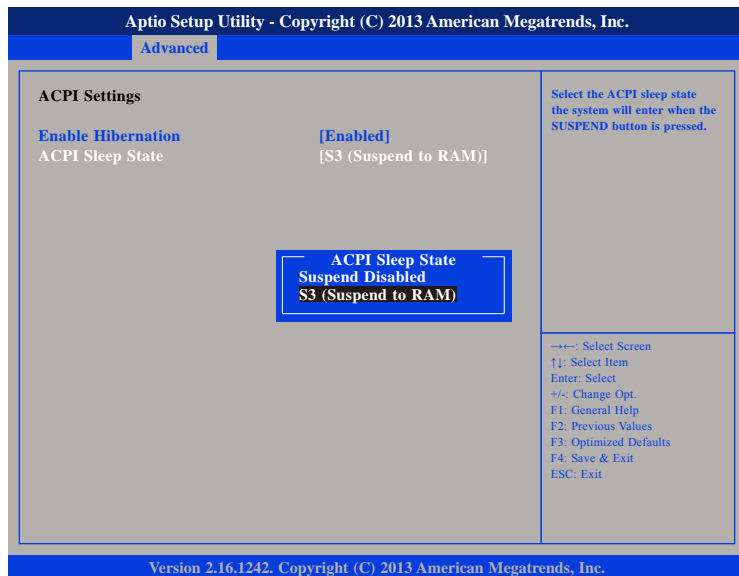 Aptio Setup Utility - Copyright (C) 2013 American Megatrends, Inc.
Advanced
ACPI Settings
Enable Hibernation [Enabled]
ACPI Sleep State [S3 (Suspend to RAM)]
ACPI Sleep State
Suspend Disabled
S3 (Suspend to RAM)
Select the ACPI sleep state
the system will enter when the
SUSPEND button is pressed.
→←: Select Screen
↑↓: Select Item
Enter: Select
+/-: Change Opt.
F1: General Help
F2: Previous Values
F3: Optimized Defaults
F4: Save & Exit
ESC: Exit
Version 2.16.1242. Copyright (C) 2013 American Megatrends, Inc.